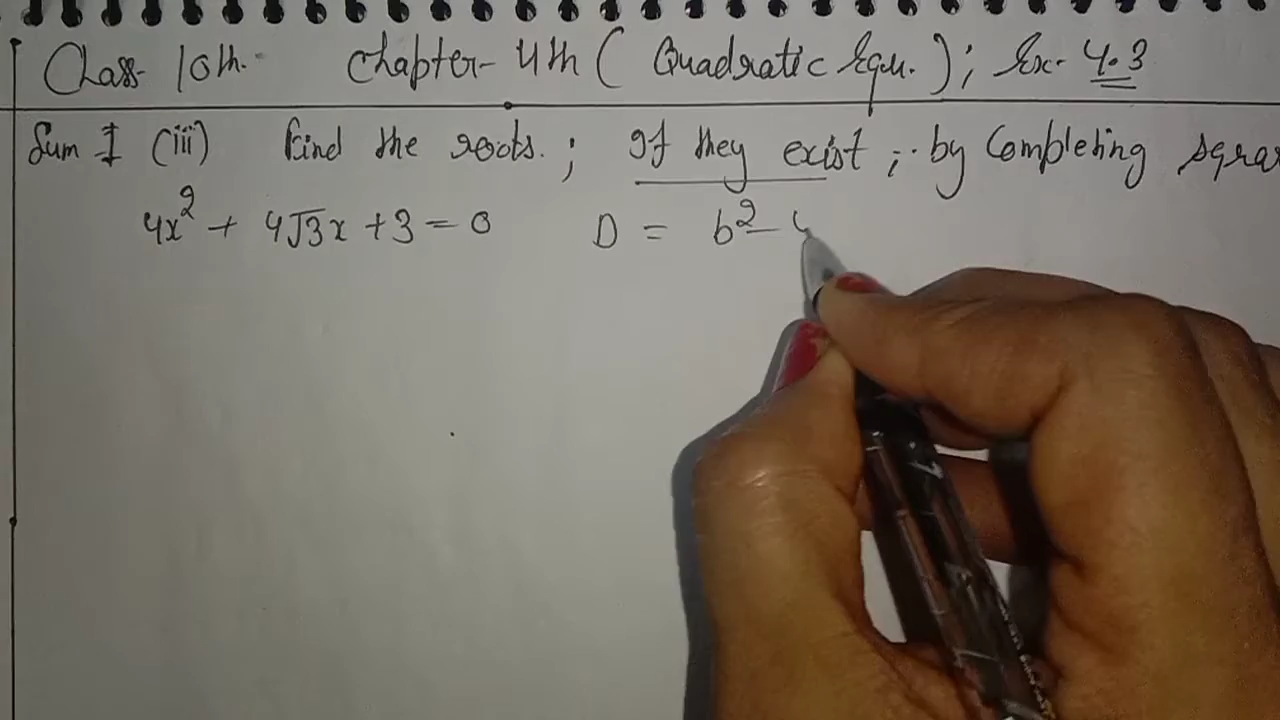 Class- 10th. Chapter- 4th ( Quadratic Equ. ); Ex- 4.3
Sum I (iii) Find the roots. ; If they exist ; by Completing sqra
4x² + 4√3x + 3 = 0 D = b² -